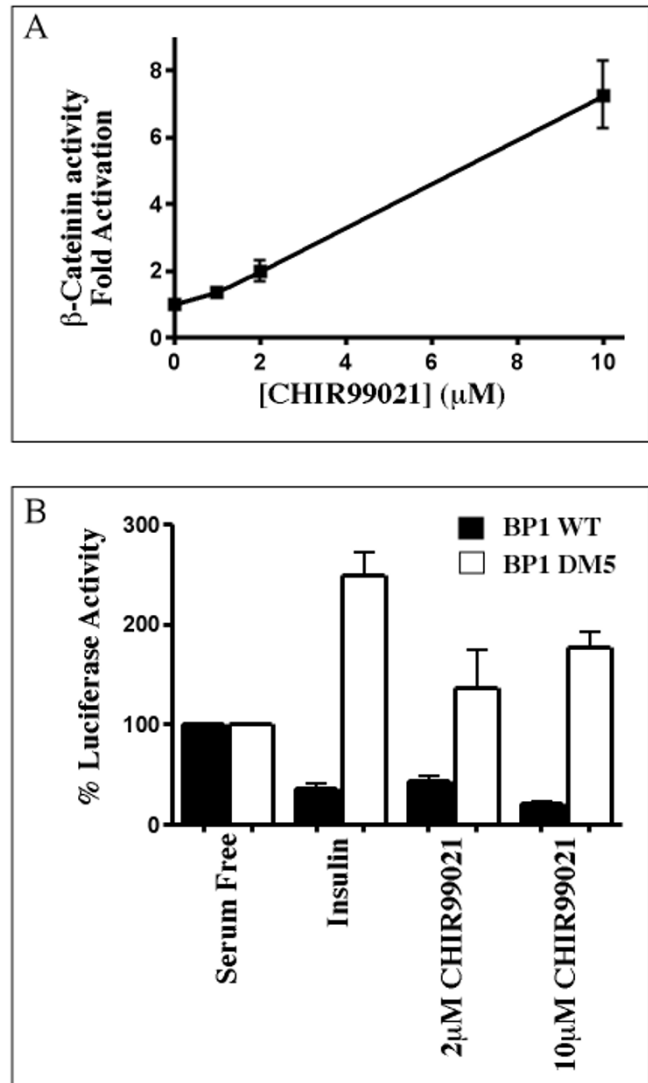 A
β-Cateinin activity
Fold Activation
8
6
4
2
0
0 2 4 6 8 10
[CHIR99021] (μM)
B
% Luciferase Activity
300
200
100
0
BP1 WT
BP1 DM5
Serum Free
Insulin
2μM CHIR99021
10μM CHIR99021